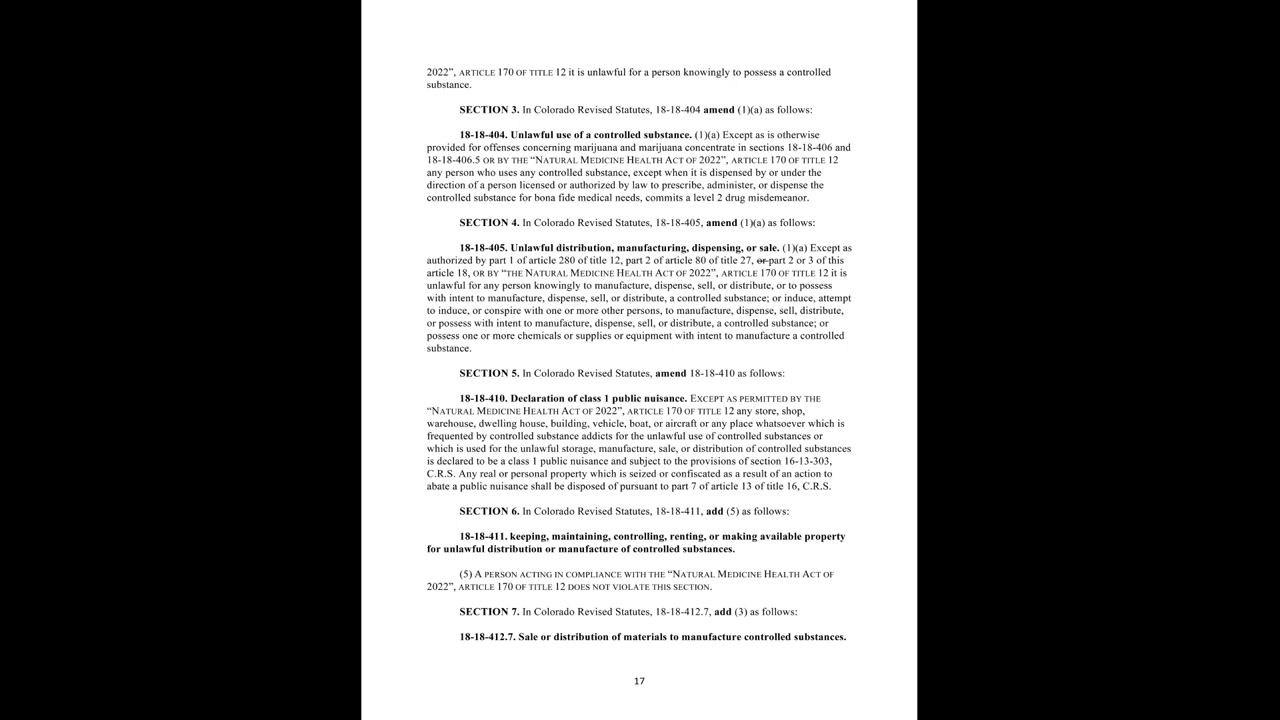 2022”, ARTICLE 170 OF TITLE 12 it is unlawful for a person knowingly to possess a controlled
substance.
SECTION 3. In Colorado Revised Statutes, 18-18-404 amend (1)(a) as follows:
18-18-404. Unlawful use of a controlled substance. (1)(a) Except as is otherwise
provided for offenses concerning marijuana and marijuana concentrate in sections 18-18-406 and
18-18-406.5 OR BY THE “NATURAL MEDICINE HEALTH ACT OF 2022”, ARTICLE 170 OF TITLE 12
any person who uses any controlled substance, except when it is dispensed by or under the
direction of a person licensed or authorized by law to prescribe, administer, or dispense the
controlled substance for bona fide medical needs, commits a level 2 drug misdemeanor.
SECTION 4. In Colorado Revised Statutes, 18-18-405, amend (1)(a) as follows:
18-18-405. Unlawful distribution, manufacturing, dispensing, or sale. (1)(a) Except as
authorized by part 1 of article 280 of title 12, part 2 of article 80 of title 27, or part 2 or 3 of this
article 18, OR BY “THE NATURAL MEDICINE HEALTH ACT OF 2022”, ARTICLE 170 OF TITLE 12 it is
unlawful for any person knowingly to manufacture, dispense, sell, or distribute, or to possess
with intent to manufacture, dispense, sell, or distribute, a controlled substance; or induce, attempt
to induce, or conspire with one or more other persons, to manufacture, dispense, sell, distribute,
or possess with intent to manufacture, dispense, sell, or distribute, a controlled substance; or
possess one or more chemicals or supplies or equipment with intent to manufacture a controlled
substance.
SECTION 5. In Colorado Revised Statutes, amend 18-18-410 as follows:
18-18-410. Declaration of class 1 public nuisance. EXCEPT AS PERMITTED BY THE
“NATURAL MEDICINE HEALTH ACT OF 2022”, ARTICLE 170 OF TITLE 12 any store, shop,
warehouse, dwelling house, building, vehicle, boat, or aircraft or any place whatsoever which is
frequented by controlled substance addicts for the unlawful use of controlled substances or
which is used for the unlawful storage, manufacture, sale, or distribution of controlled substances
is declared to be a class 1 public nuisance and subject to the provisions of section 16-13-303,
C.R.S. Any real or personal property which is seized or confiscated as a result of an action to
abate a public nuisance shall be disposed of pursuant to part 7 of article 13 of title 16, C.R.S.
SECTION 6. In Colorado Revised Statutes, 18-18-411, add (5) as follows:
18-18-411. keeping, maintaining, controlling, renting, or making available property
for unlawful distribution or manufacture of controlled substances.
(5) A PERSON ACTING IN COMPLIANCE WITH THE “NATURAL MEDICINE HEALTH ACT OF
2022”, ARTICLE 170 OF TITLE 12 DOES NOT VIOLATE THIS SECTION.
SECTION 7. In Colorado Revised Statutes, 18-18-412.7, add (3) as follows:
18-18-412.7. Sale or distribution of materials to manufacture controlled substances.
17